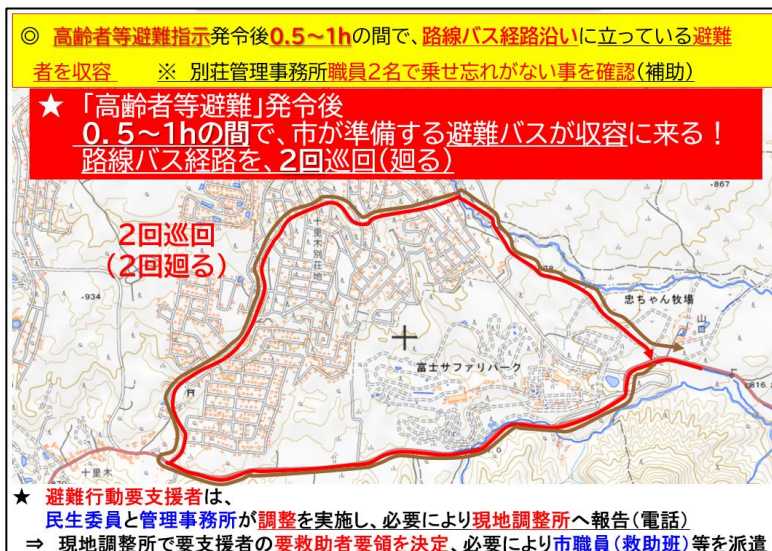 ◎ 高齢者等避難指示発令後0.5～1hの間で、路線バス経路沿いに立っている避難
者を収容　※ 別荘管理事務所職員2名で乗せ忘れがない事を確認(補助)
★ 「高齢者等避難」発令後
0.5～1hの間で、市が準備する避難バスが収容に来る！
路線バス経路を、2回巡回(廻る)
・867
2回巡回
(2回廻る)
十里木別荘地
・934
忠ちゃん牧場
山口
富士サファリパーク
十里木
★ 避難行動要支援者は、
民生委員と管理事務所が調整を実施し、必要により現地調整所へ報告(電話)
⇒ 現地調整所で要支援者の要救助者要領を決定、必要により市職員(救助班)等を派遣